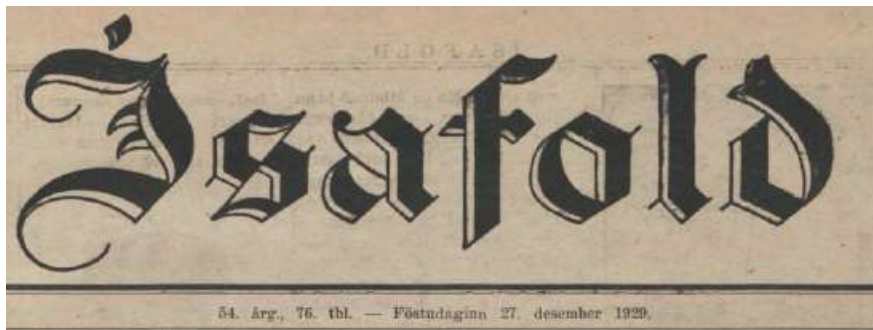 Ísafold
54. árg., 76. tbl. — Föstudaginn 27. desember 1929.